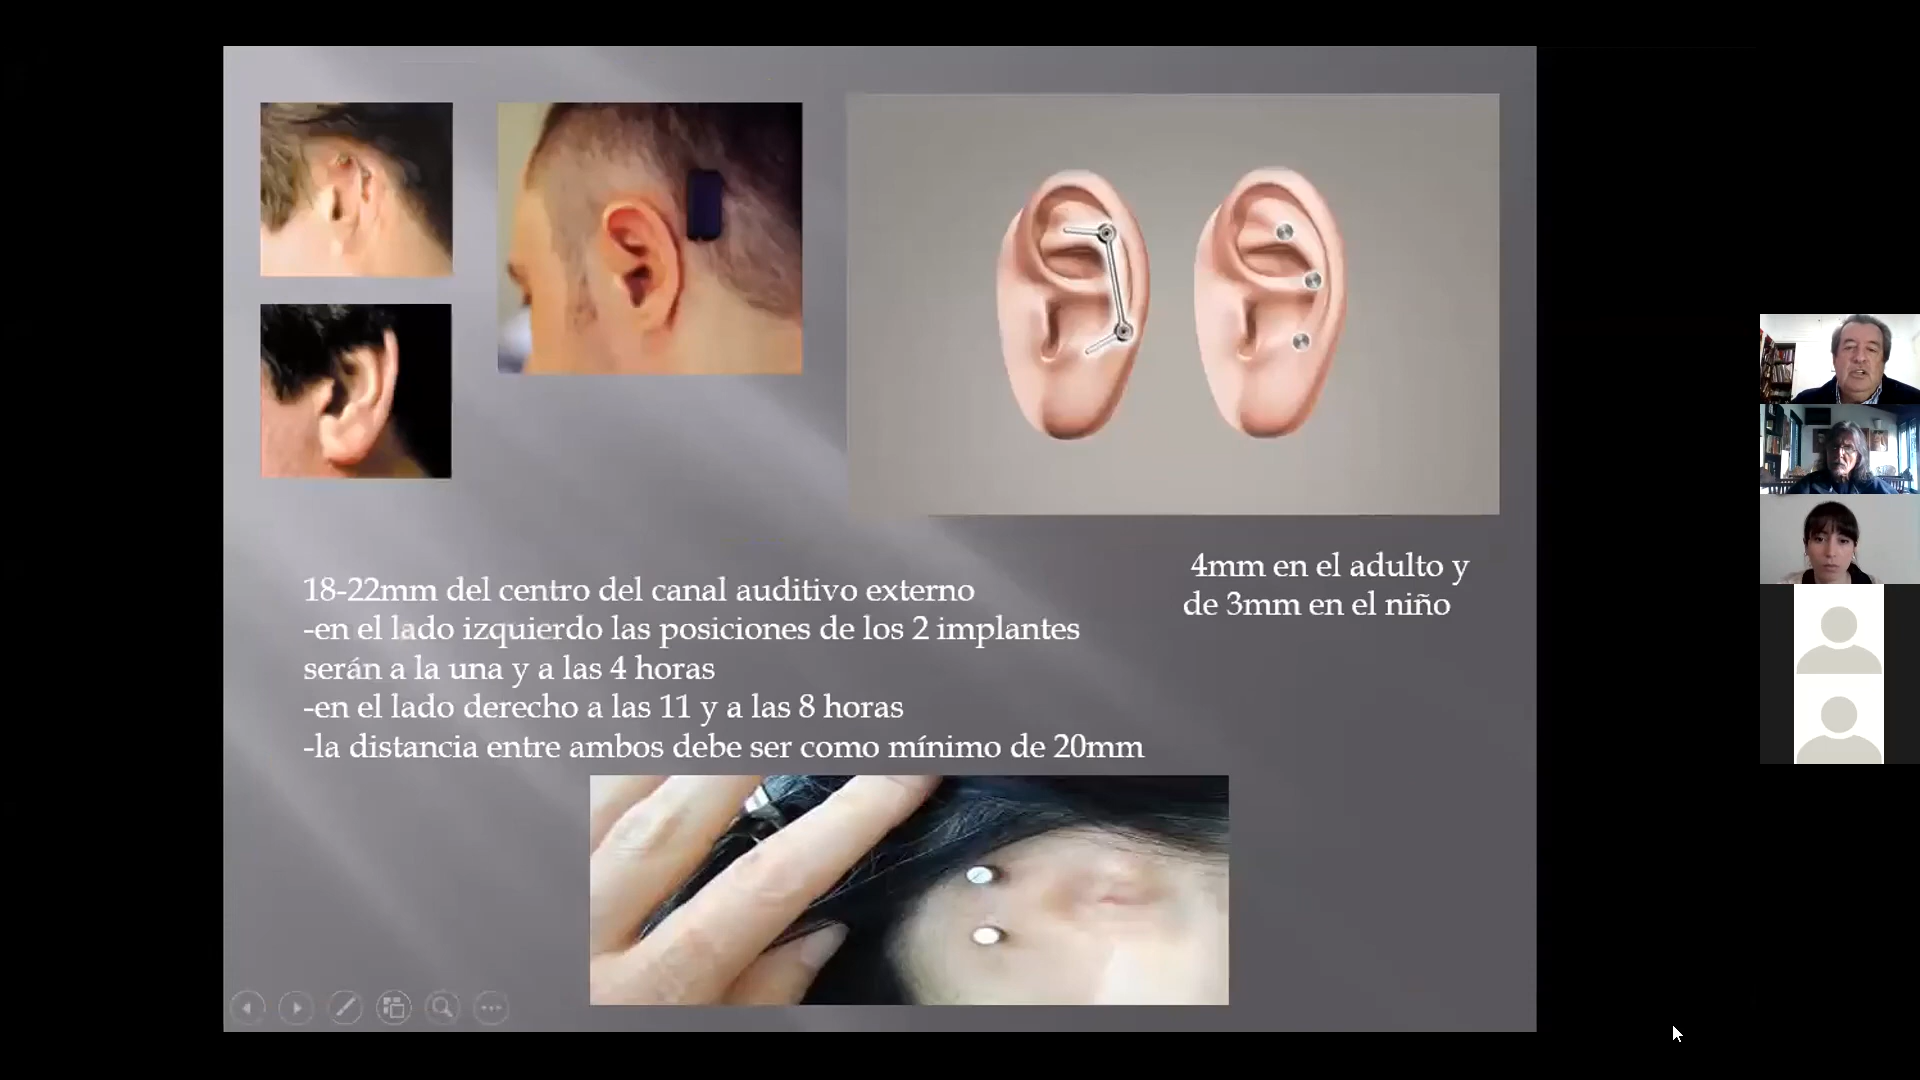 4mm en el adulto y
de 3mm en el niño
18-22mm del centro del canal auditivo externo
-en el lado izquierdo las posiciones de los 2 implantes
serán a la una y a las 4 horas
-en el lado derecho a las 11 y a las 8 horas
-la distancia entre ambos debe ser como mínimo de 20mm